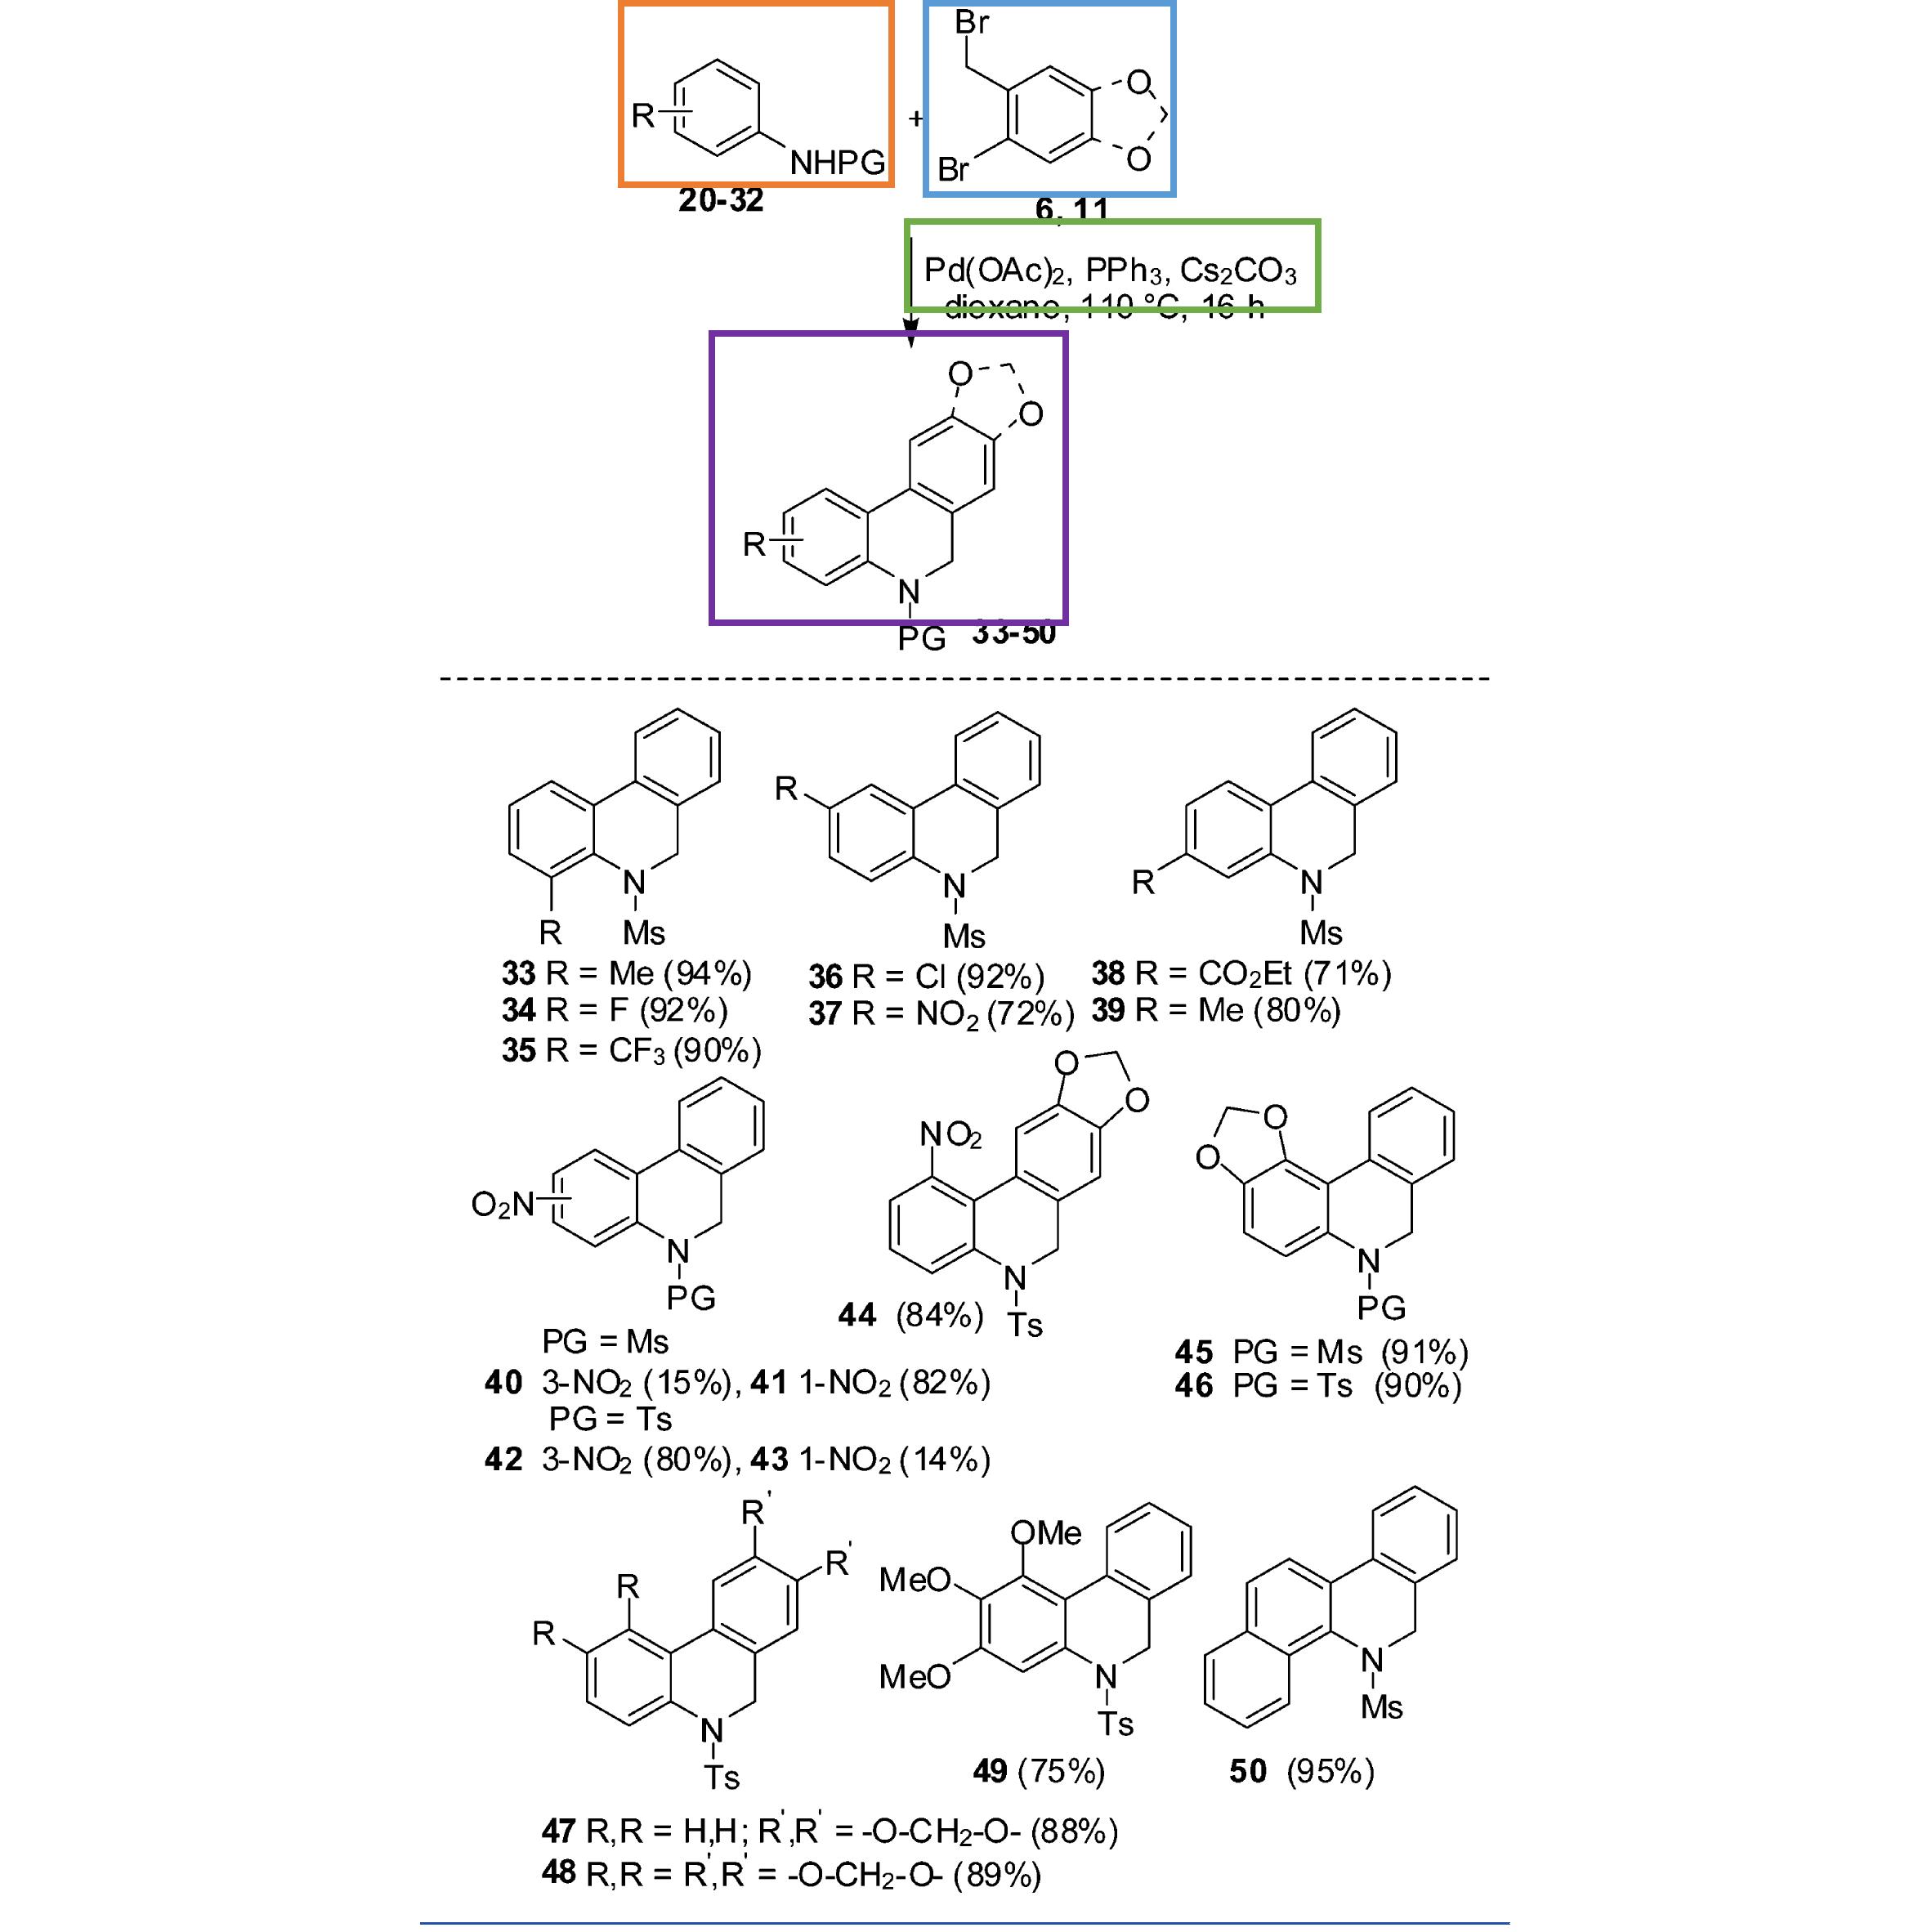 Br
O
R
+
O
NHPG
Br
20-32
6, 11
Pd(OAc)2, PPh3, Cs2CO3
dioxane, 110 °C, 16 h
O
O
R
N
PG 33-50
R
R
N
N
N
R
R Ms
Ms
Ms
33 R = Me (94%)
36 R = Cl (92%)
38 R = CO2Et (71%)
34 R = F (92%)
37 R = NO2 (72%)
39 R = Me (80%)
35 R = CF3 (90%)
O
O
NO2
O
O
O2N
N
N
N
PG
44 (84%)
Ts
PG
PG = Ms
45 PG = Ms (91%)
40 3-NO2 (15%), 41 1-NO2 (82%)
46 PG = Ts (90%)
PG = Ts
42 3-NO2 (80%), 43 1-NO2 (14%)
R'
OMe
R'
R
MeO
R
MeO
N
N
N
Ts
Ms
Ts
49 (75%)
50 (95%)
47 R,R = H,H; R',R' = -O-CH2-O- (88%)
48 R,R = R',R' = -O-CH2-O- (89%)